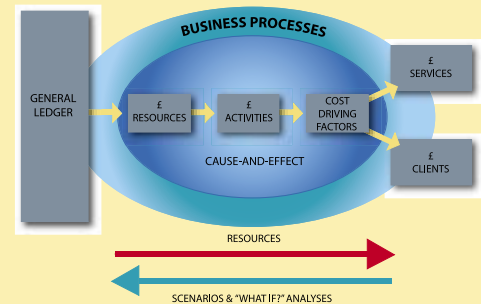 BUSINESS PROCESSES
GENERAL
LEDGER
£
RESOURCES
£
ACTIVITIES
COST
DRIVING
FACTORS
£
SERVICES
£
CLIENTS
CAUSE-AND-EFFECT
RESOURCES
SCENARIOS & "WHAT IF?" ANALYSES